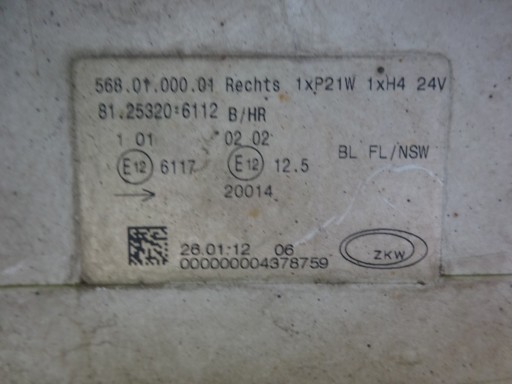 568.01.000.01 Rechts 1xP21W 1xH4 24V
81.25320-6112 B/HR
1 01 02 02
E12 6117 E12 12.5 BL FL/NSW
20014
26.01.12 06
000000004378759
ZKW